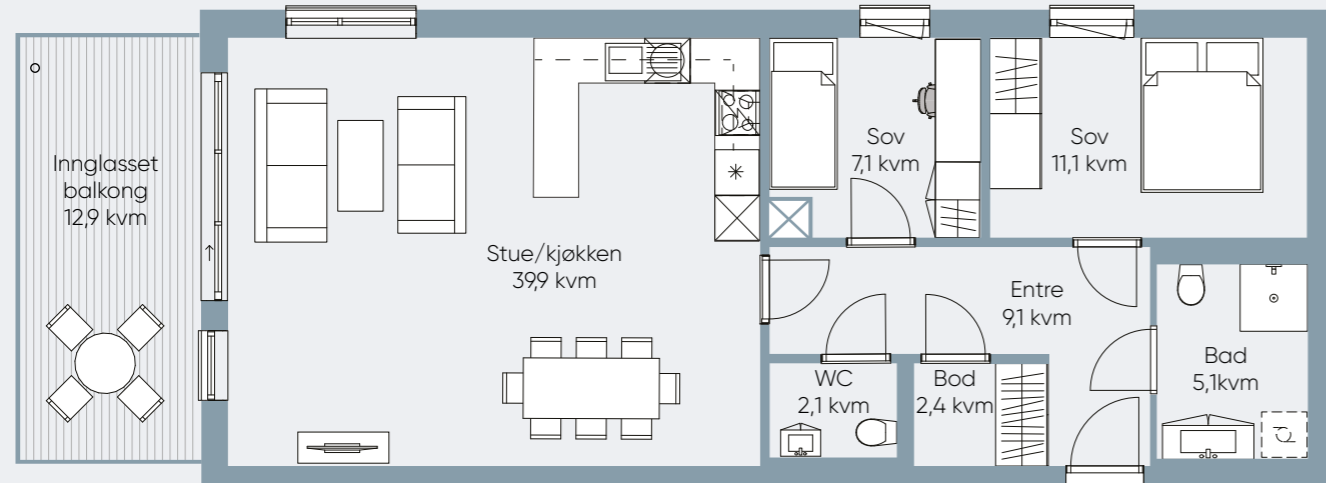 Innglasset
balkong
12,9 kvm
Stue/kjøkken
39,9 kvm
Sov
7,1 kvm
Sov
11,1 kvm
Entre
9,1 kvm
WC
2,1 kvm
Bod
2,4 kvm
Bad
5,1kvm